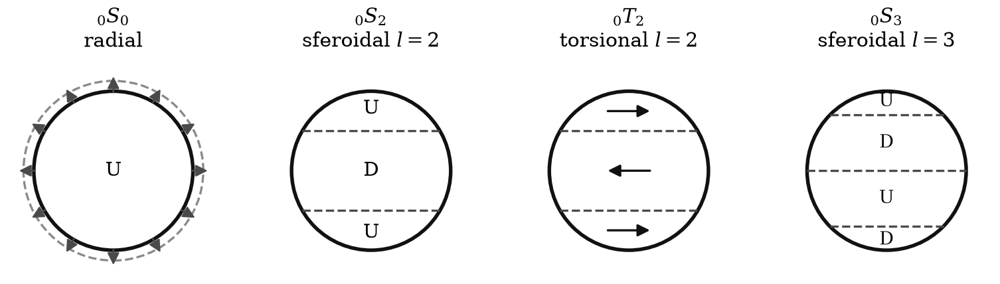 ₀S₀
radial
₀S₂
sferoidal l = 2
₀T₂
torsional l = 2
₀S₃
sferoidal l = 3
U
U
D
U
U
D
U
D